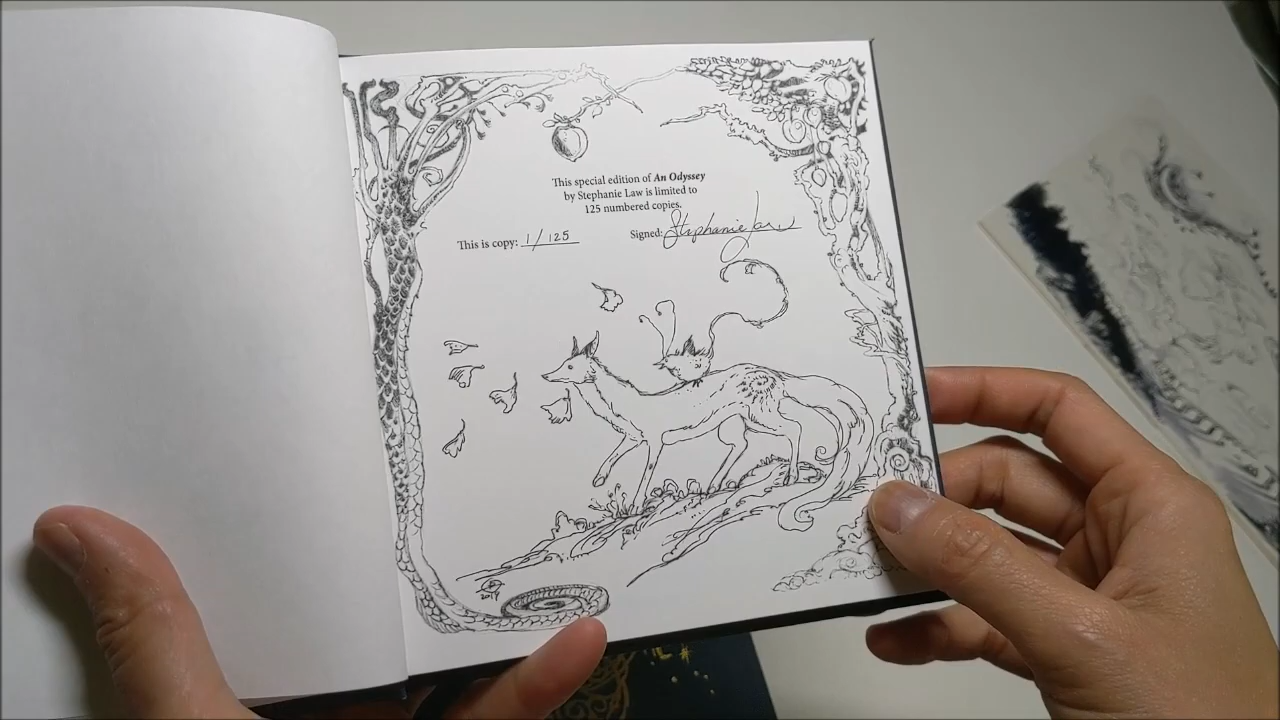 This special edition of An Odyssey
by Stephanie Law is limited to
125 numbered copies.
This is copy: 1/125
Signed: Stephanie Law